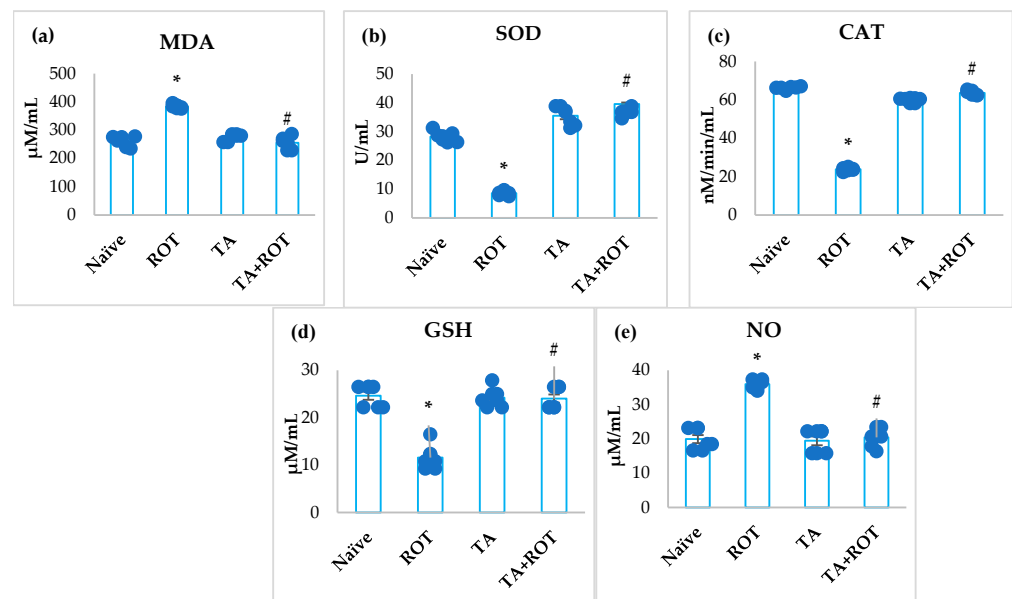 (a)
MDA
µM/mL
500
400
300
200
100
0
*
#
Naïve
ROT
TA
TA+ROT
(b)
SOD
U/mL
50
40
30
20
10
0
*
#
Naïve
ROT
TA
TA+ROT
(c)
CAT
nM/min/mL
80
60
40
20
0
*
#
Naïve
ROT
TA
TA+ROT
(d)
GSH
µM/mL
30
20
10
0
*
#
Naïve
ROT
TA
TA+ROT
(e)
NO
µM/mL
40
30
20
10
0
*
#
Naïve
ROT
TA
TA+ROT